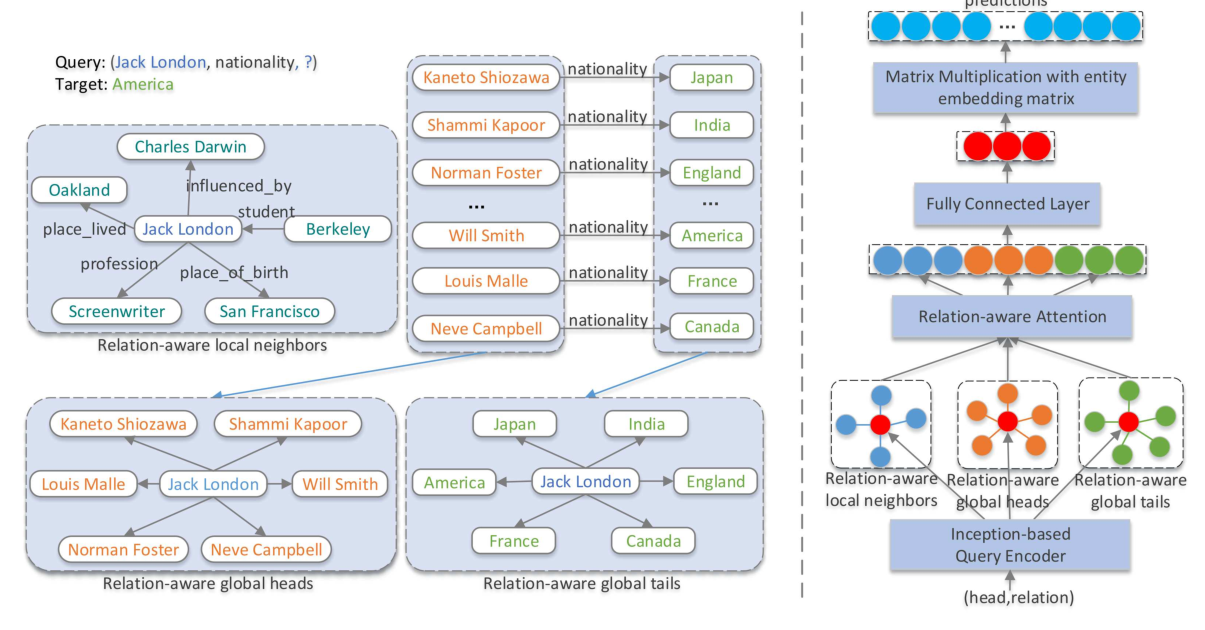 Query: (Jack London, nationality, ?)
Target: America
Charles Darwin
Oakland
influenced_by
student
place_lived
Jack London
Berkeley
profession
place_of_birth
Screenwriter
San Francisco
Relation-aware local neighbors
Kaneto Shiozawa
nationality
Japan
Shammi Kapoor
nationality
India
Norman Foster
nationality
England
...
...
Will Smith
nationality
America
Louis Malle
nationality
France
Neve Campbell
nationality
Canada
Kaneto Shiozawa
Shammi Kapoor
Louis Malle
Jack London
Will Smith
Norman Foster
Neve Campbell
Relation-aware global heads
Japan
India
America
Jack London
England
France
Canada
Relation-aware global tails
predictions
...
Matrix Multiplication with entity
embedding matrix
Fully Connected Layer
Relation-aware Attention
Relation-aware
local neighbors
Relation-aware
global heads
Relation-aware
global tails
Inception-based
Query Encoder
(head,relation)